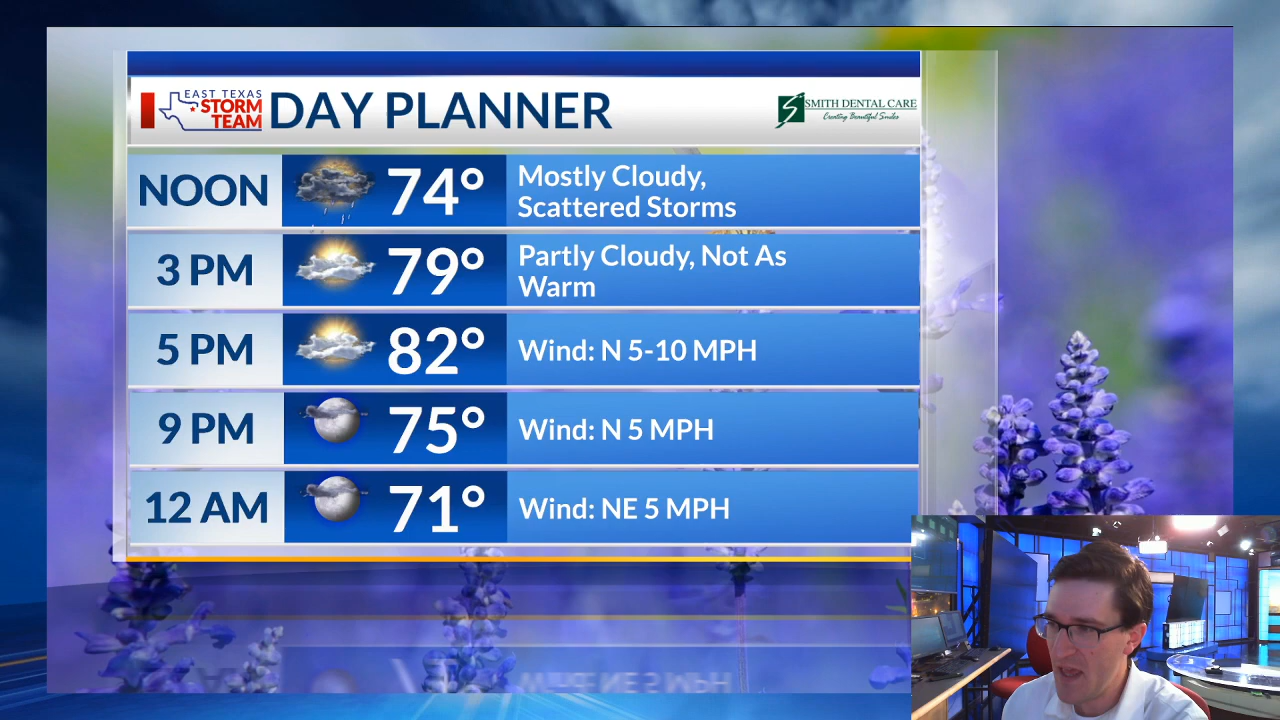 EAST TEXAS
STORM
TEAM
DAY PLANNER
SMITH DENTAL CARE
Creating Beautiful Smiles
NOON
74°
Mostly Cloudy,
Scattered Storms
3 PM
79°
Partly Cloudy, Not As
Warm
5 PM
82°
Wind: N 5-10 MPH
9 PM
75°
Wind: N 5 MPH
12 AM
71°
Wind: NE 5 MPH